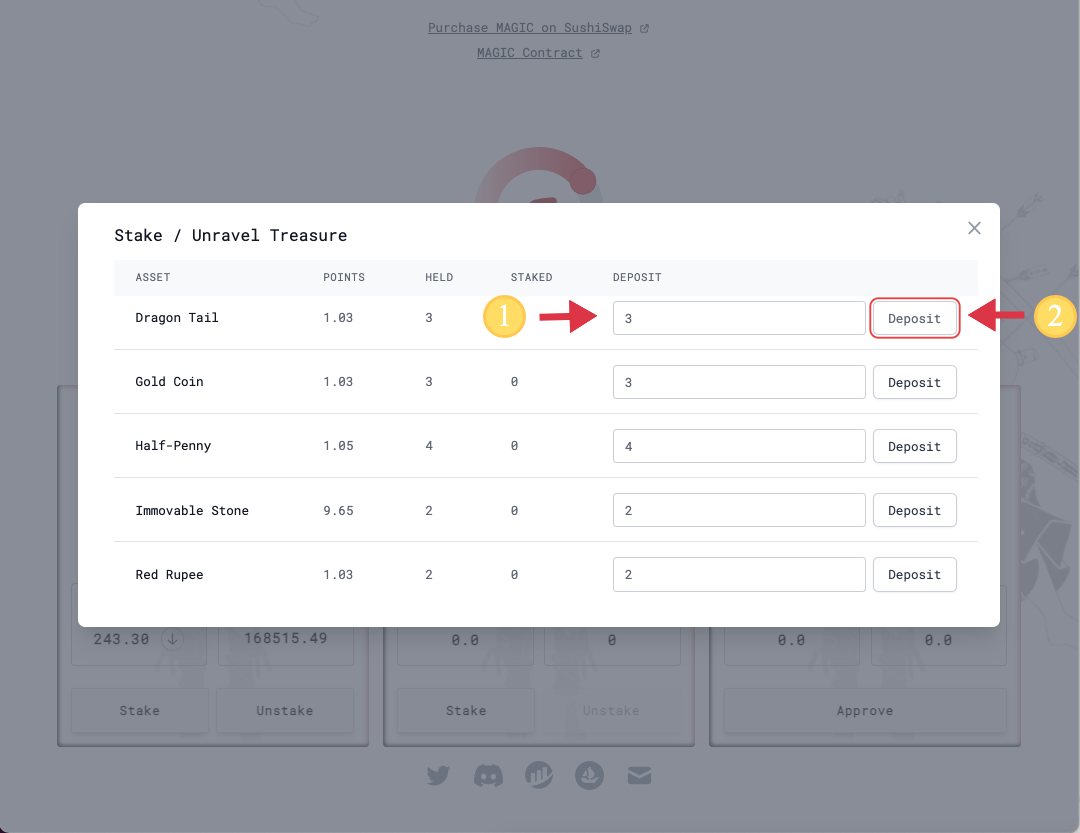 Purchase MAGIC on SushiSwap
MAGIC Contract
Stake / Unravel Treasure
ASSET POINTS HELD STAKED DEPOSIT
Dragon Tail 1.03 3 1 3 Deposit 2
Gold Coin 1.03 3 0 3 Deposit
Half-Penny 1.05 4 0 4 Deposit
Immovable Stone 9.65 2 0 2 Deposit
Red Rupee 1.03 2 0 2 Deposit
243.30 168515.49 0.0 0 0.0 0.0
Stake Unstake Stake Unstake Approve